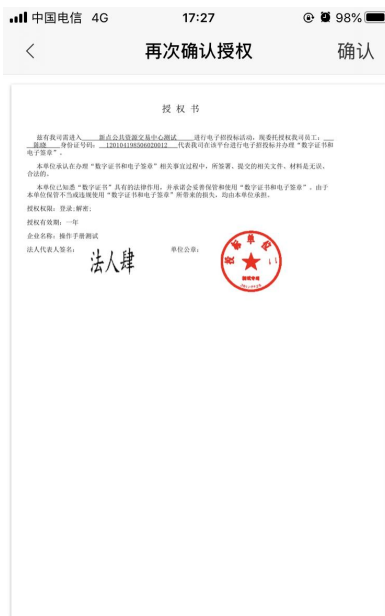 中国电信 4G 17:27 98%
再次确认授权 确认
授 权 书
兹有我司需进入 新点公共资源交易中心测试 进行电子招投标活动，现委托授权我司员工：
陈晓 身份证号码： 120104198506020012 代表我司在该平台进行电子招投标并办理“数字证书和
电子签章”。
本单位承认在办理“数字证书和电子签章”相关事宜过程中，所签署、提交的相关文件、材料是无误、
合法的。
本单位已知悉“数字证书”具有的法律作用，并承诺会妥善保管和使用“数字证书和电子签章”。由于
本单位保管不当或违规使用“数字证书和电子签章”所带来的损失，均由本单位承担。
授权权限：登录;解密;
授权有效期：一年
企业名称：操作手册测试
法人代表人签名： 单位公章：
法人肆